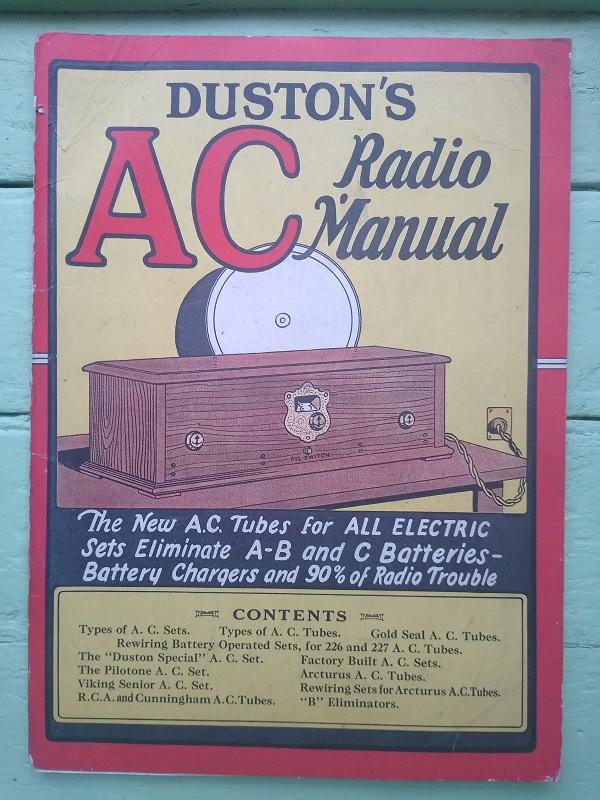 DUSTON'S
AC Radio
Manual
FIL. SWITCH
The New A.C. Tubes for ALL ELECTRIC
Sets Eliminate A-B and C Batteries-
Battery Chargers and 90% of Radio Trouble
CONTENTS
Types of A. C. Sets. Types of A. C. Tubes. Gold Seal A. C. Tubes.
Rewiring Battery Operated Sets, for 226 and 227 A. C. Tubes.
The "Duston Special" A. C. Set. Factory Built A. C. Sets.
The Pilotone A. C. Set. Arcturus A. C. Tubes.
Viking Senior A. C. Set. Rewiring Sets for Arcturus A.C.Tubes.
R.C.A. and Cunningham A.C.Tubes. "B" Eliminators.